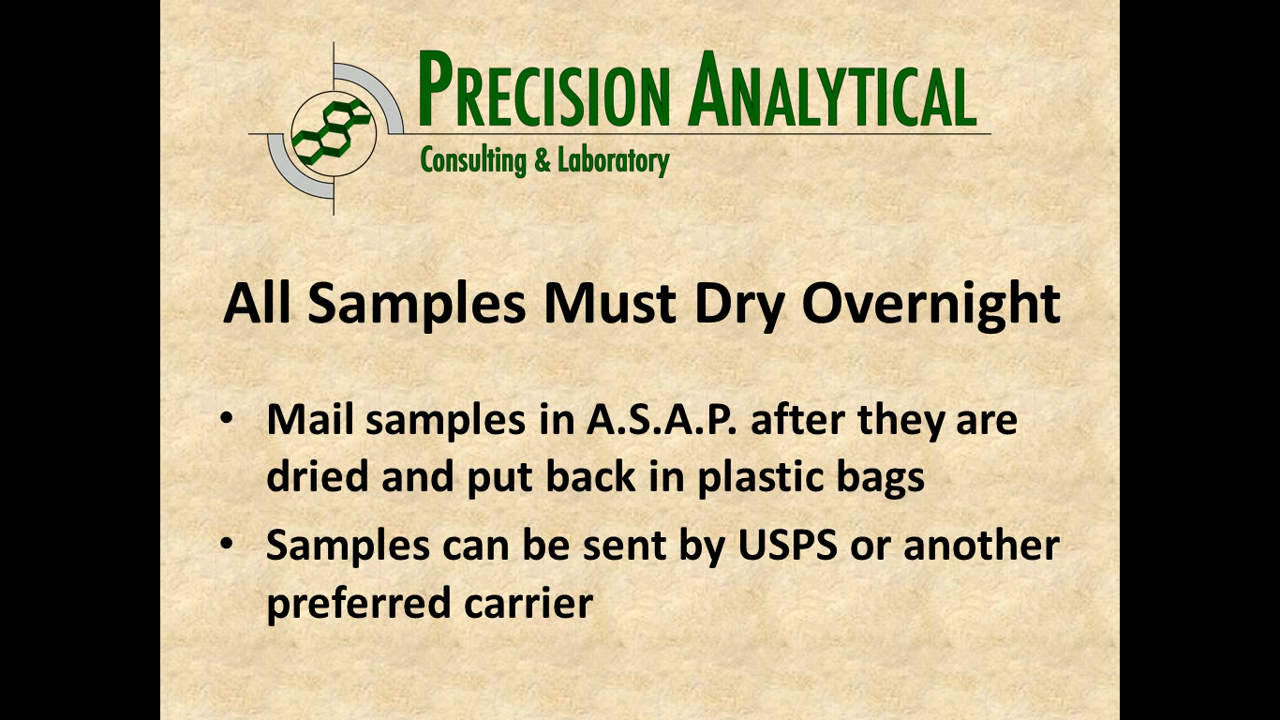 PRECISION ANALYTICAL
Consulting & Laboratory
All Samples Must Dry Overnight
• Mail samples in A.S.A.P. after they are
dried and put back in plastic bags
• Samples can be sent by USPS or another
preferred carrier